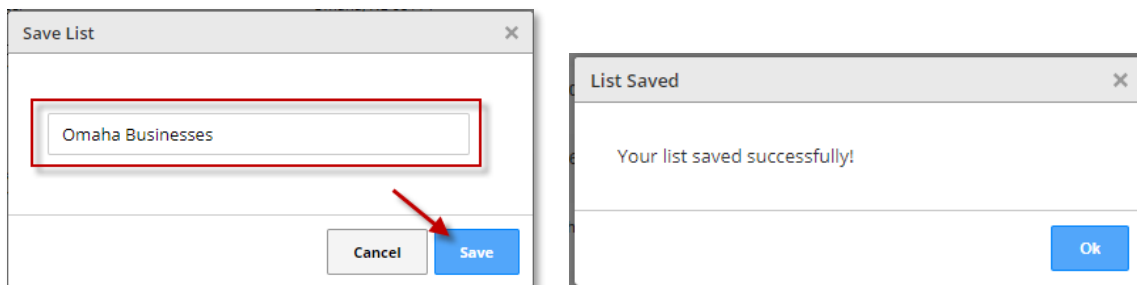 Save List
Omaha Businesses
Cancel
Save
List Saved
Your list saved successfully!
Ok